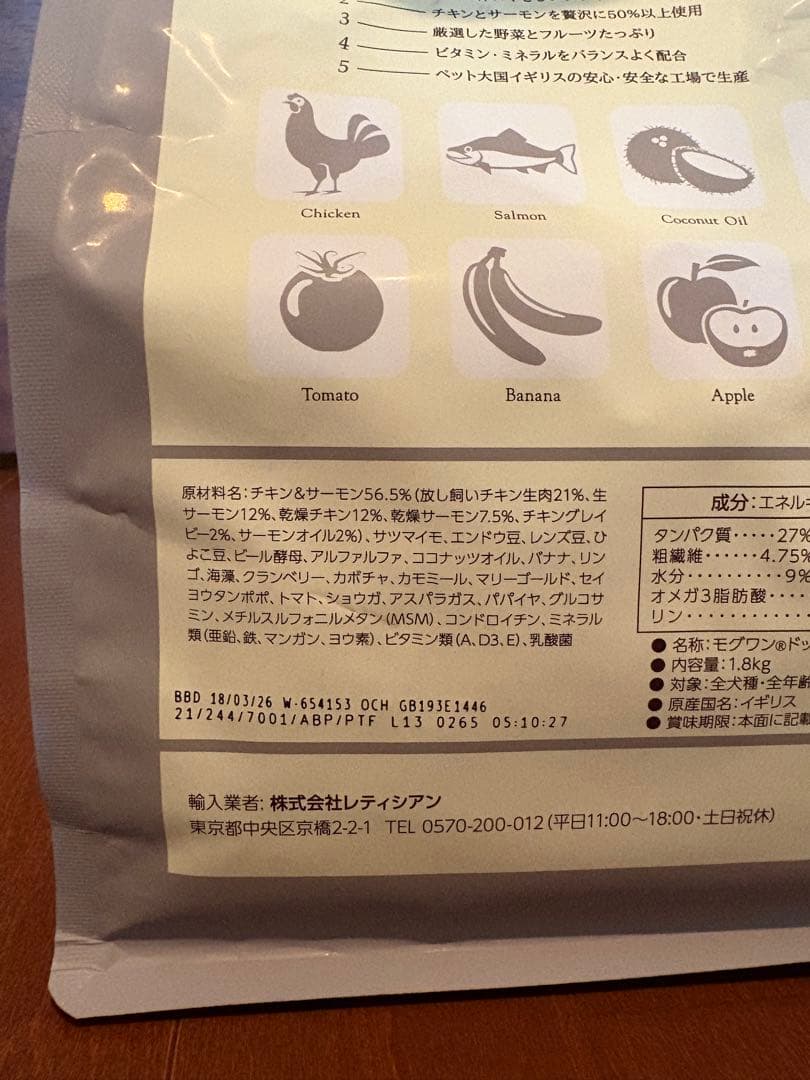 3 チキンとサーモンを贅沢に50%以上使用
4 厳選した野菜とフルーツたっぷり
5 ビタミン・ミネラルをバランスよく配合
ペット大国イギリスの安心・安全な工場で生産
Chicken
Salmon
Coconut Oil
Tomato
Banana
Apple
原材料名:チキン&サーモン56.5%(放し飼いチキン生肉21%、生
サーモン12%、乾燥チキン12%、乾燥サーモン7.5%、チキングレイ
ビー2%、サーモンオイル2%)、サツマイモ、エンドウ豆、レンズ豆、ひ
よこ豆、ビール酵母、アルファルファ、ココナッツオイル、バナナ、リン
ゴ、海藻、クランベリー、カボチャ、カモミール、マリーゴールド、セイ
ヨウタンポポ、トマト、ショウガ、アスパラガス、パパイヤ、グルコサ
ミン、メチルスルフォニルメタン(MSM)、コンドロイチン、ミネラル
類(亜鉛、鉄、マンガン、ヨウ素)、ビタミン類(A、D3、E)、乳酸菌
BBD 18/03/26 W-654153 OCH GB193E1446
21/244/7001/ABP/PTF L13 0265 05:10:27
成分:エネルギ
タンパク質・・・・・27%
粗繊維・・・・・・4.75%
水分・・・・・・・・・・9%
オメガ3脂肪酸・・・・
リン・・・・・・・・・・・・
●名称:モグワン®ドッ
●内容量:1.8kg
●対象:全犬種・全年齢
●原産国名:イギリス
●賞味期限:本面に記載
輸入業者:株式会社レティシアン
東京都中央区京橋2-2-1 TEL 0570-200-012(平日11:00〜18:00・土日祝休)